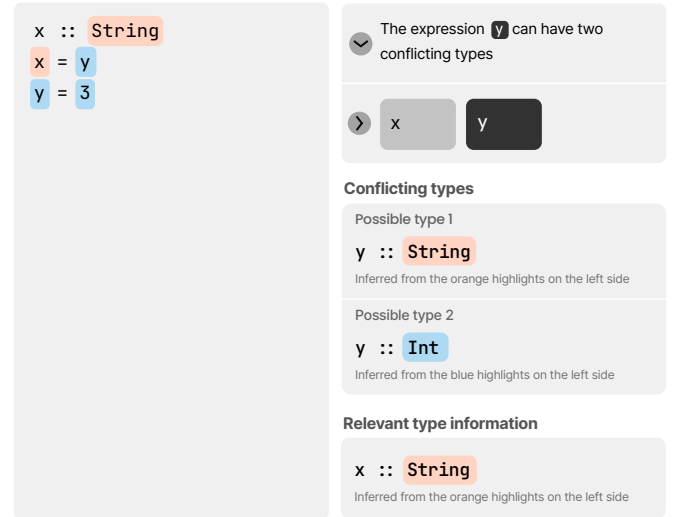 x :: String
x = y
y = 3
The expression y can have two
conflicting types
x y
Conflicting types
Possible type 1
y :: String
Inferred from the orange highlights on the left side
Possible type 2
y :: Int
Inferred from the blue highlights on the left side
Relevant type information
x :: String
Inferred from the orange highlights on the left side